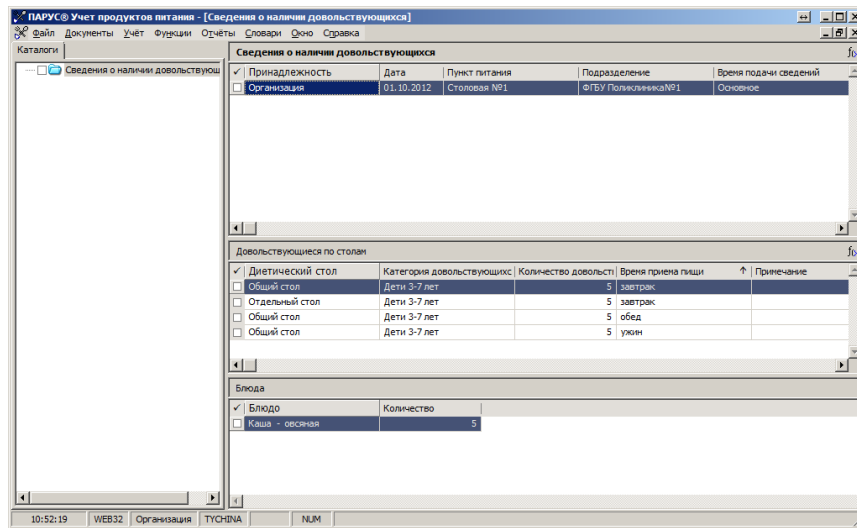 ПАРУС® Учет продуктов питания - [Сведения о наличии довольствующихся]
Файл Документы Учёт Функции Отчёты Словари Окно Справка
Каталоги
Сведения о наличии довольствующ
Сведения о наличии довольствующихся
Принадлежность Дата Пункт питания Подразделение Время подачи сведений
Организация 01.10.2012 Столовая №1 ФГБУ Поликлиника№1 Основное
Довольствующиеся по столам
Диетический стол Категория довольствующихс Количество довольст Время приена пищи Принечание
Общий стол Дети 3-7 лет 5 завтрак
Отдельный стол Дети 3-7 лет 5 завтрак
Общий стол Дети 3-7 лет 5 обед
Общий стол Дети 3-7 лет 5 ужин
Блюда
Блюдо Количество
Каша - овсяная 5
10:52:19 WEB32 Организация TYCHINA NUM